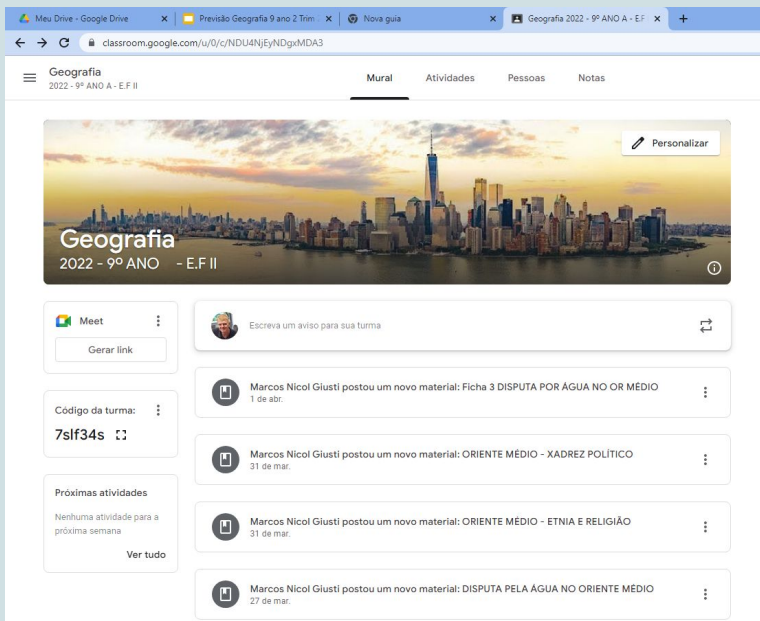 Meu Drive - Google Drive
Previsão Geografia 9 ano 2 Trim
Nova guia
Geografia 2022 - 9º ANO A - E.F
classroom.google.com/u/0/c/NDU4NjEyNDgxMDA3
Geografia
2022 - 9º ANO A - E.F II
Mural
Atividades
Pessoas
Notas
Personalizar
Geografia
2022 - 9º ANO - E.F II
Meet
Gerar link
Código da turma:
7slf34s
Próximas atividades
Nenhuma atividade para a
próxima semana
Ver tudo
Escreva um aviso para sua turma
Marcos Nicol Giusti postou um novo material: Ficha 3 DISPUTA POR ÁGUA NO OR MÉDIO
1 de abr.
Marcos Nicol Giusti postou um novo material: ORIENTE MÉDIO - XADREZ POLÍTICO
31 de mar.
Marcos Nicol Giusti postou um novo material: ORIENTE MÉDIO - ETNIA E RELIGIÃO
31 de mar.
Marcos Nicol Giusti postou um novo material: DISPUTA PELA ÁGUA NO ORIENTE MÉDIO
27 de mar.